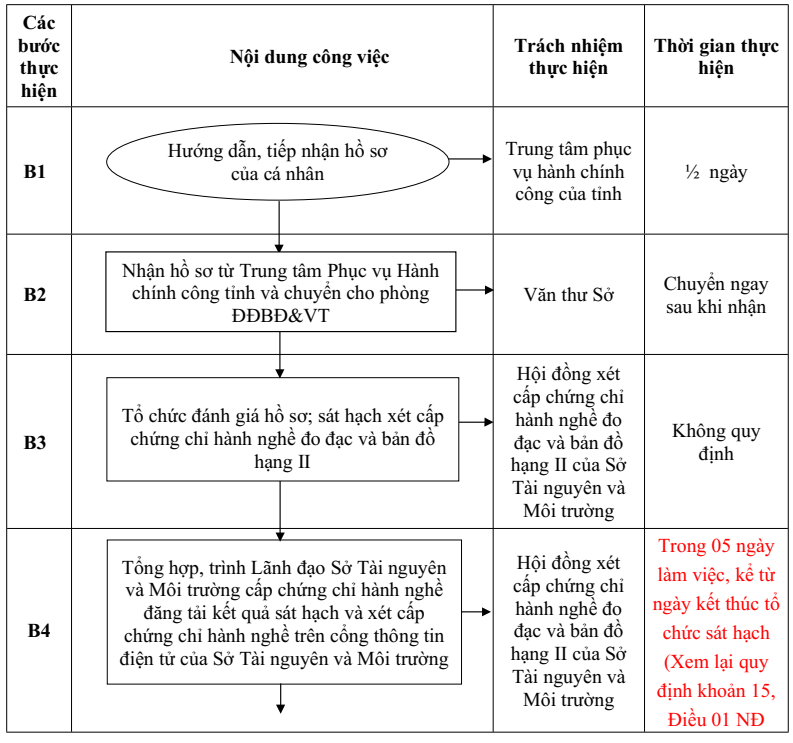 Các
bước
thực
hiện
Nội dung công việc
Trách nhiệm
thực hiện
Thời gian thực
hiện
B1
Hướng dẫn, tiếp nhận hồ sơ
của cá nhân
Trung tâm phục
vụ hành chính
công của tỉnh
½ ngày
B2
Nhận hồ sơ từ Trung tâm Phục vụ Hành
chính công tỉnh và chuyển cho phòng
ĐĐBĐ&VT
Văn thư Sở
Chuyển ngay
sau khi nhận
B3
Tổ chức đánh giá hồ sơ; sát hạch xét cấp
chứng chỉ hành nghề đo đạc và bản đồ
hạng II
Hội đồng xét
cấp chứng chỉ
hành nghề đo
đạc và bản đồ
hạng II của Sở
Tài nguyên và
Môi trường
Không quy
định
B4
Tổng hợp, trình Lãnh đạo Sở Tài nguyên
và Môi trường cấp chứng chỉ hành nghề
đăng tải kết quả sát hạch và xét cấp
chứng chỉ hành nghề trên cổng thông tin
điện tử của Sở Tài nguyên và Môi trường
Hội đồng xét
cấp chứng chỉ
hành nghề đo
đạc và bản đồ
hạng II của Sở
Tài nguyên và
Môi trường
Trong 05 ngày
làm việc, kể từ
ngày kết thúc tổ
chức sát hạch
(Xem lại quy
định khoản 15,
Điều 01 NĐ